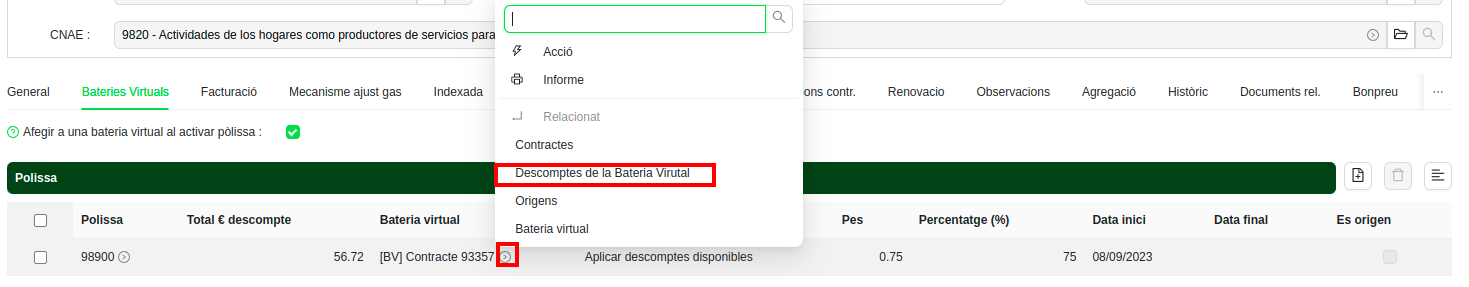 CNAE :
9820 - Actividades de los hogares como productores de servicios para
Acció
Informe
Relacionat
Contractes
Descomptes de la Bateria Virutal
Origens
Bateria virtual
General
Bateries Virtuals
Facturació
Mecanisme ajust gas
Indexada
ons contr.
Renovacio
Observacions
Agregació
Històric
Documents rel.
Bonpreu
...
Afegir a una bateria virtual al activar pòlissa :
Polissa
Polissa
Total € descompte
Bateria virtual
Pes
Percentatge (%)
Data inici
Data final
Es origen
98900
56.72
[BV] Contracte 93357
Aplicar descomptes disponibles
0.75
75
08/09/2023